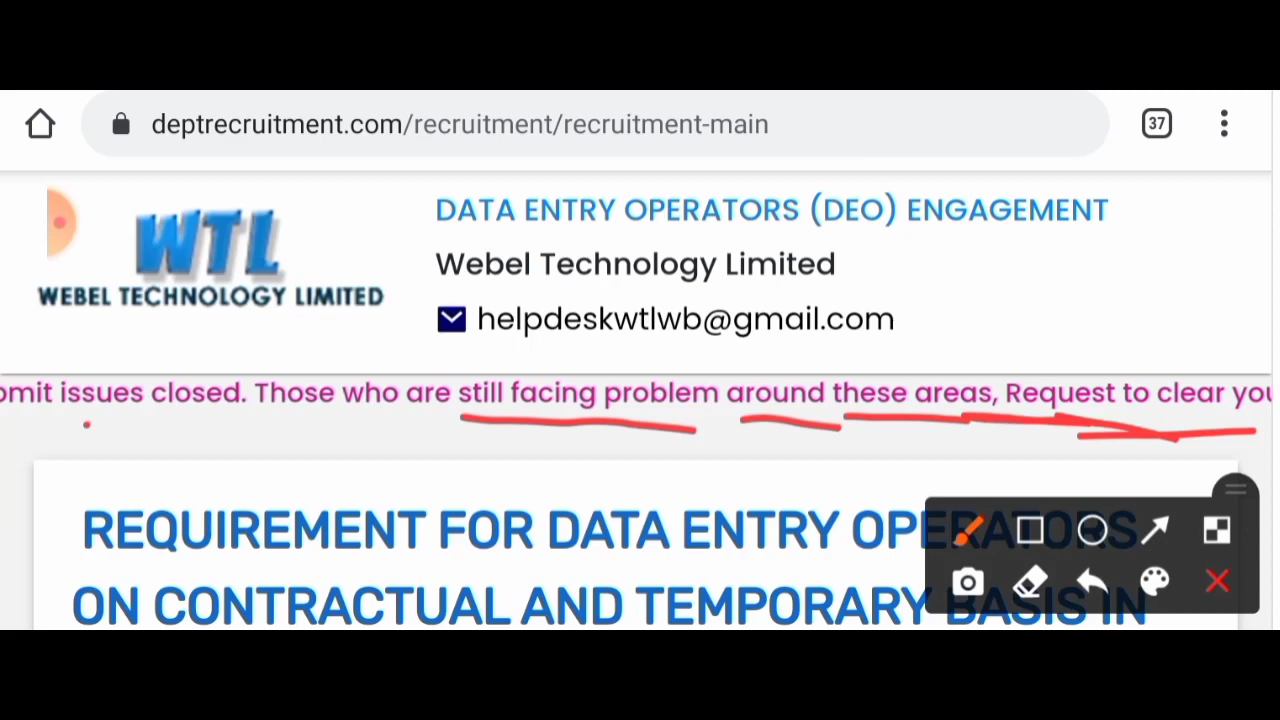 deptrecruitment.com/recruitment/recruitment-main
37
WTL
WEBEL TECHNOLOGY LIMITED
DATA ENTRY OPERATORS (DEO) ENGAGEMENT
Webel Technology Limited
helpdeskwtlwb@gmail.com
omit issues closed. Those who are still facing problem around these areas, Request to clear you
REQUIREMENT FOR DATA ENTRY OPERATORS
ON CONTRACTUAL AND TEMPORARY BASIS IN